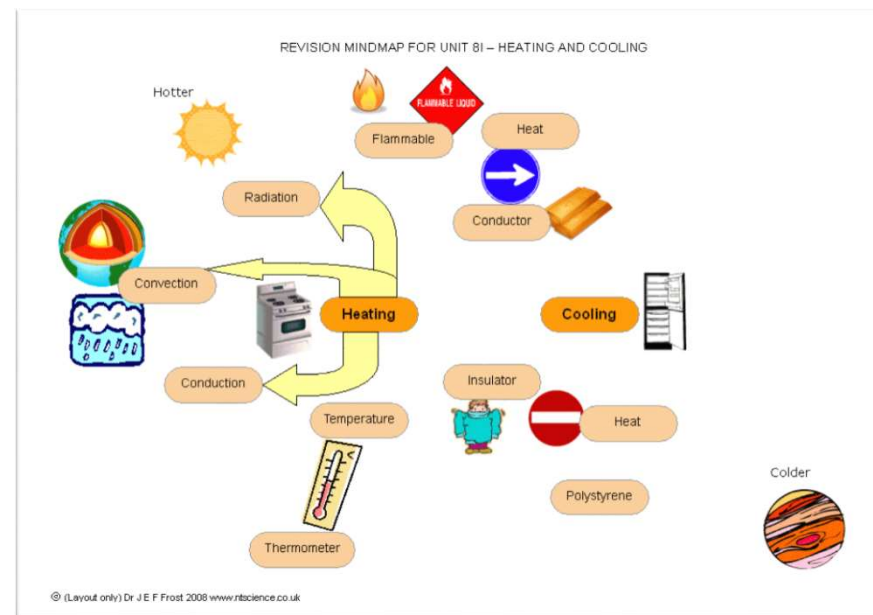 REVISION MINDMAP FOR UNIT 8I – HEATING AND COOLING
Hotter
FLAMMABLE LIQUID
Flammable
Heat
Radiation
Conductor
Convection
Heating
Cooling
Conduction
Insulator
Temperature
Heat
Colder
Polystyrene
Thermometer
© (Layout only) Dr J E F Frost 2008 www.ntscience.co.uk